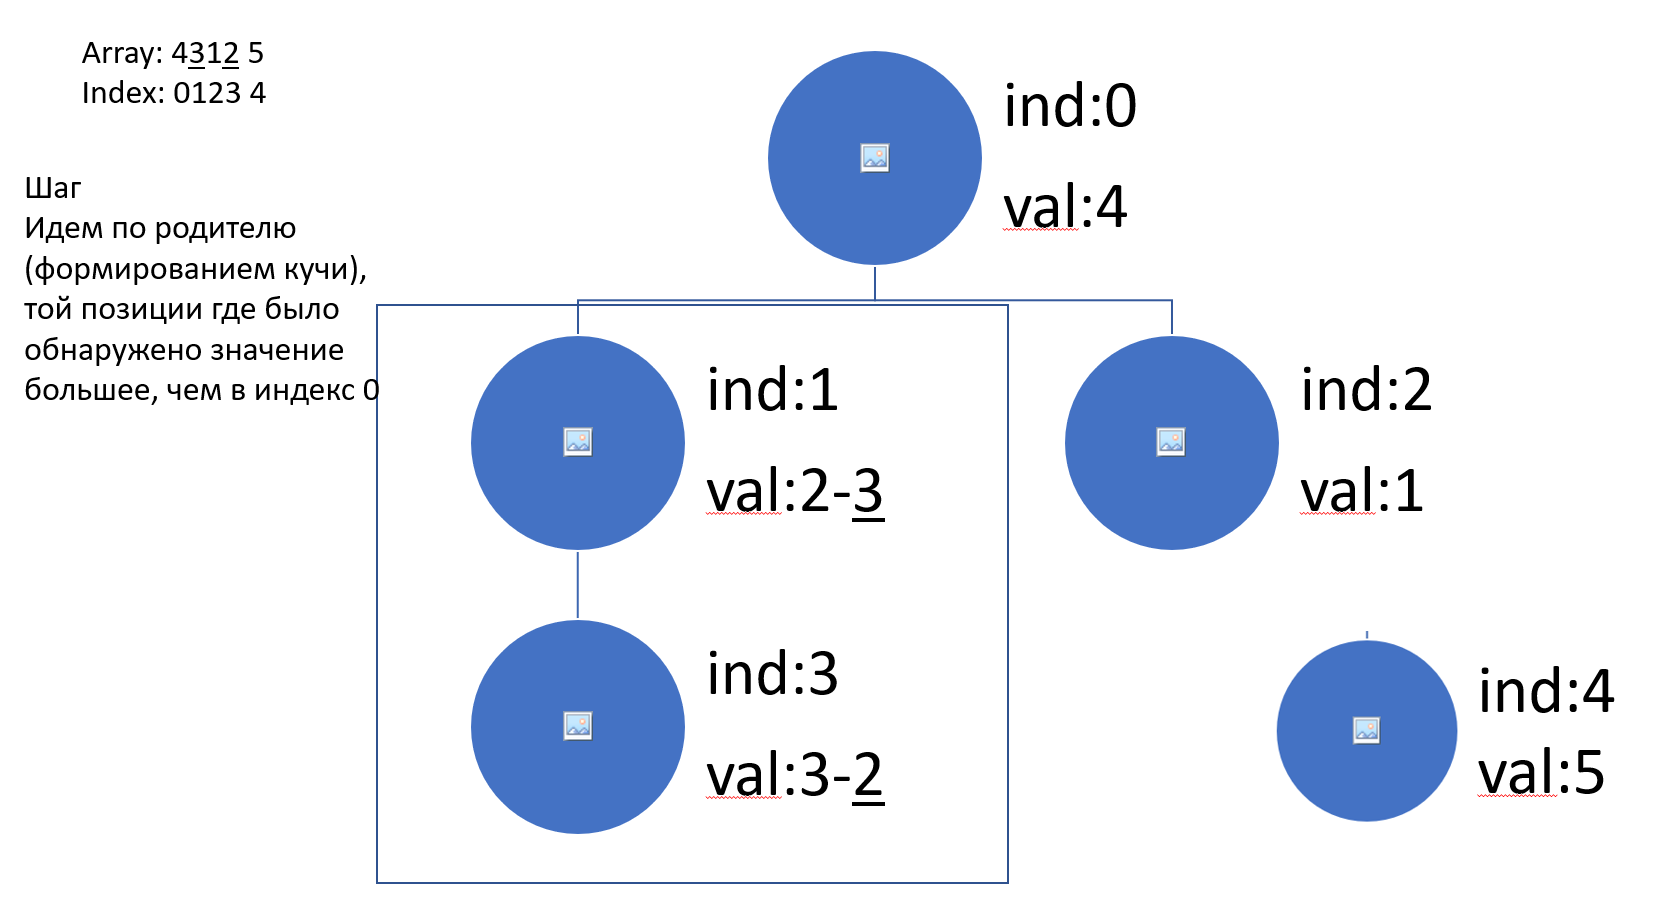 Array: 4312 5
Index: 0123 4
Шаг
Идем по родителю
(формированием кучи),
той позиции где было
обнаружено значение
большее, чем в индекс 0
ind:0
val:4
ind:1
val:2-3
ind:2
val:1
ind:3
val:3-2
ind:4
val:5